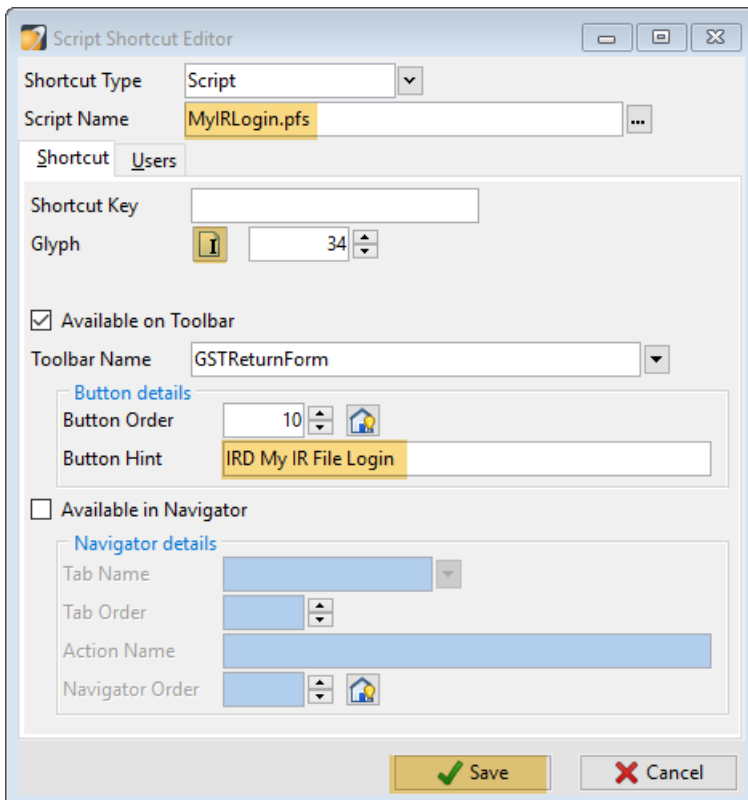 Script Shortcut Editor
Shortcut Type Script
Script Name MyIRLogin.pfs ...
Shortcut Users
Shortcut Key
Glyph I 34
Available on Toolbar
Toolbar Name GSTReturnForm
Button details
Button Order 10
Button Hint IRD My IR File Login
Available in Navigator
Navigator details
Tab Name
Tab Order
Action Name
Navigator Order
Save Cancel